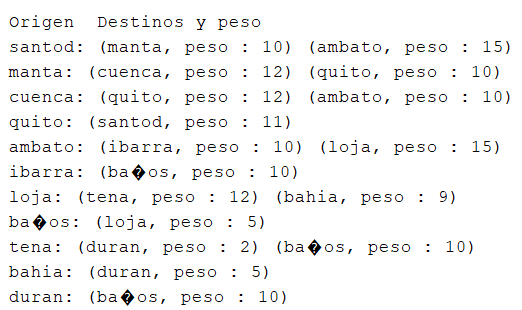 Origen  Destinos y peso
santod: (manta, peso : 10) (ambato, peso : 15)
manta: (cuenca, peso : 12) (quito, peso : 10)
cuenca: (quito, peso : 12) (ambato, peso : 10)
quito: (santod, peso : 11)
ambato: (ibarra, peso : 10) (loja, peso : 15)
ibarra: (ba�os, peso : 10)
loja: (tena, peso : 12) (bahia, peso : 9)
ba�os: (loja, peso : 5)
tena: (duran, peso : 2) (ba�os, peso : 10)
bahia: (duran, peso : 5)
duran: (ba�os, peso : 10)